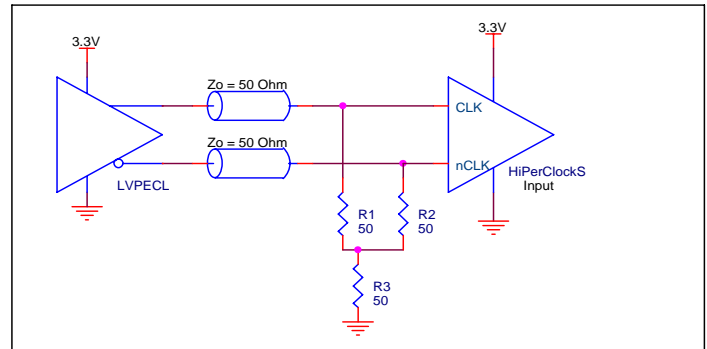 3.3V
3.3V
Zo = 50 Ohm
CLK
Zo = 50 Ohm
nCLK
HiPerClockS
Input
LVPECL
R1
50
R2
50
R3
50